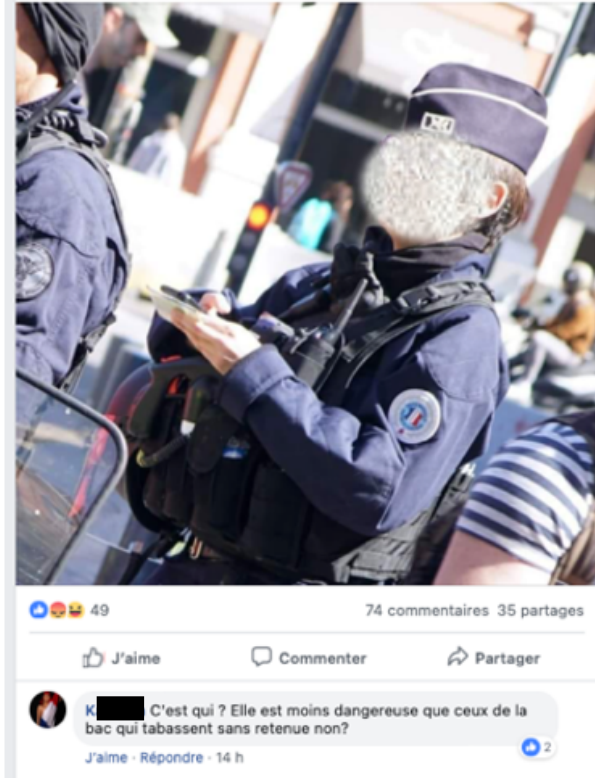 49
74 commentaires 35 partages
J'aime Commenter Partager
K C'est qui ? Elle est moins dangereuse que ceux de la
bac qui tabassent sans retenue non?
2
J'aime · Répondre · 14 h